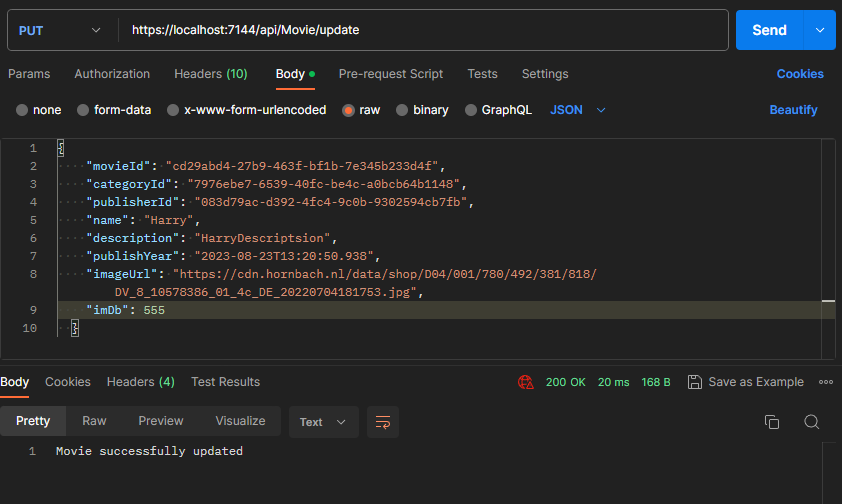 PUT https://localhost:7144/api/Movie/update Send
Params Authorization Headers (10) Body Pre-request Script Tests Settings Cookies
none form-data x-www-form-urlencoded raw binary GraphQL JSON Beautify
1 {
2 "movieId": "cd29abd4-27b9-463f-bf1b-7e345b233d4f",
3 "categoryId": "7976ebe7-6539-40fc-be4c-a0bcb64b1148",
4 "publisherId": "083d79ac-d392-4fc4-9c0b-9302594cb7fb",
5 "name": "Harry",
6 "description": "HarryDescriptsion",
7 "publishYear": "2023-08-23T13:20:50.938",
8 "imageUrl": "https://cdn.hornbach.nl/data/shop/D04/001/780/492/381/818/
DV_8_10578386_01_4c_DE_20220704181753.jpg",
9 "imDb": 555
10 }
Body Cookies Headers (4) Test Results 200 OK 20 ms 168 B Save as Example
Pretty Raw Preview Visualize Text
1 Movie successfully updated